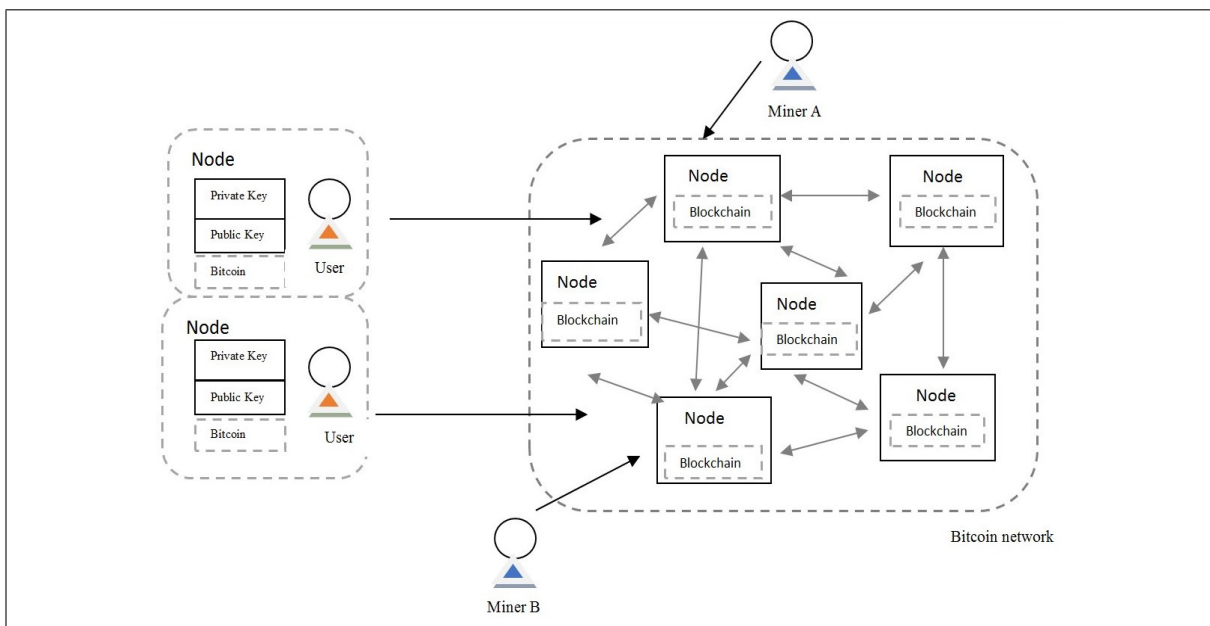 Miner A
Node
Private Key
Public Key
Bitcoin
User
Node
Private Key
Public Key
Bitcoin
User
Node
Blockchain
Node
Blockchain
Node
Blockchain
Node
Blockchain
Node
Blockchain
Node
Blockchain
Bitcoin network
Miner B